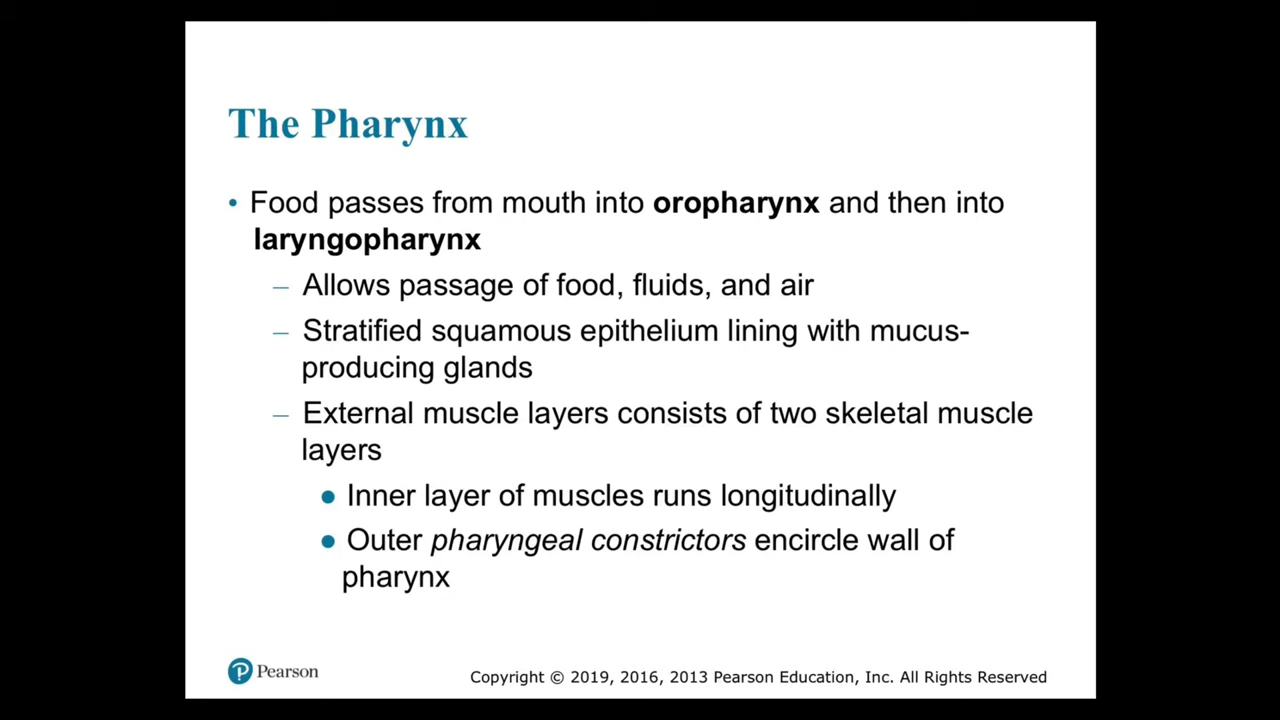 The Pharynx
• Food passes from mouth into oropharynx and then into
laryngopharynx
– Allows passage of food, fluids, and air
– Stratified squamous epithelium lining with mucus-
producing glands
– External muscle layers consists of two skeletal muscle
layers
● Inner layer of muscles runs longitudinally
● Outer pharyngeal constrictors encircle wall of
pharynx
P Pearson
Copyright © 2019, 2016, 2013 Pearson Education, Inc. All Rights Reserved